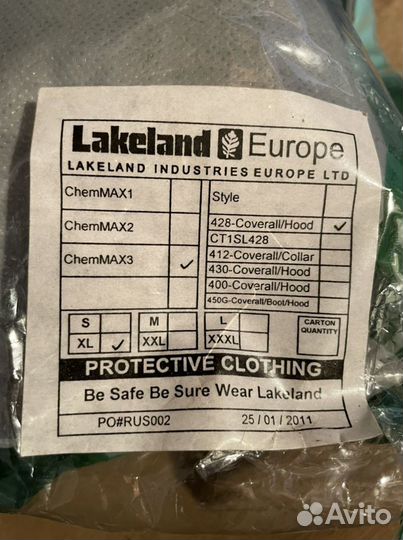 Lakeland Europe
LAKELAND INDUSTRIES EUROPE LTD
ChemMAX1
Style
428-Coverall/Hood ✓
ChemMAX2
CT1SL428
412-Coverall/Collar
ChemMAX3 ✓
430-Coverall/Hood
400-Coverall/Hood
450G-Coverall/Boot/Hood
S M L CARTON QUANTITY
XL ✓ XXL XXXL
PROTECTIVE CLOTHING
Be Safe Be Sure Wear Lakeland
PO#RUS002 25/01/2011
Avito